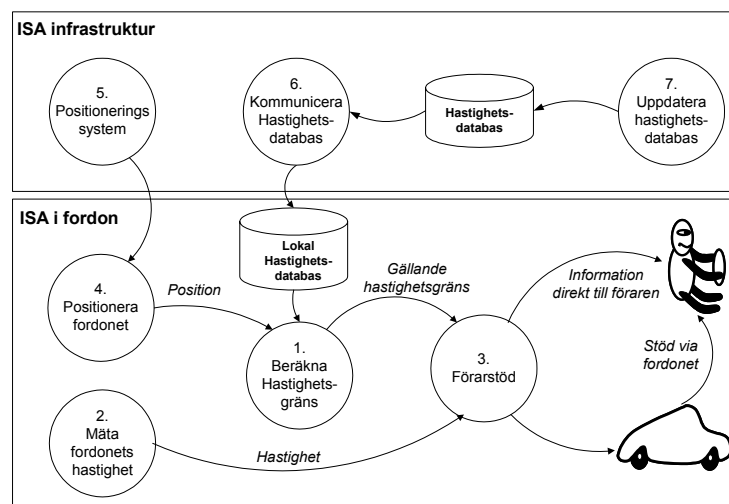 ISA infrastruktur
5.
Positionerings
system
6.
Kommunicera
Hastighets-
databas
Hastighets-
databas
7.
Uppdatera
hastighets-
databas
ISA i fordon
Lokal
Hastighets-
databas
4.
Positionera
fordonet
Position
Gällande
hastighetsgräns
Information
direkt till föraren
1.
Beräkna
Hastighets-
gräns
3.
Förarstöd
Stöd via
fordonet
2.
Mäta
fordonets
hastighet
Hastighet